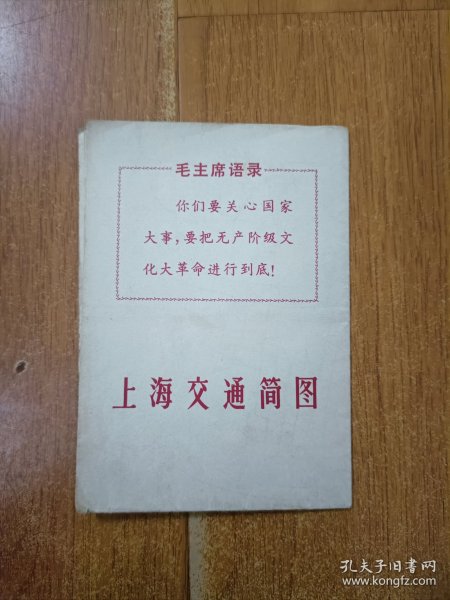 毛主席语录
你们要关心国家
大事，要把无产阶级文
化大革命进行到底！
上海交通简图
孔夫子旧书网
www.kongfz.com